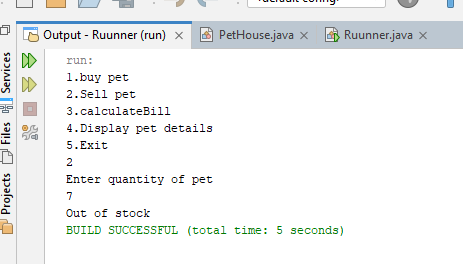 <default config>
Output - Ruunner (run)
PetHouse.java
Ruunner.java
Services
Files
Projects
run:
1.buy pet
2.Sell pet
3.calculateBill
4.Display pet details
5.Exit
2
Enter quantity of pet
7
Out of stock
BUILD SUCCESSFUL (total time: 5 seconds)